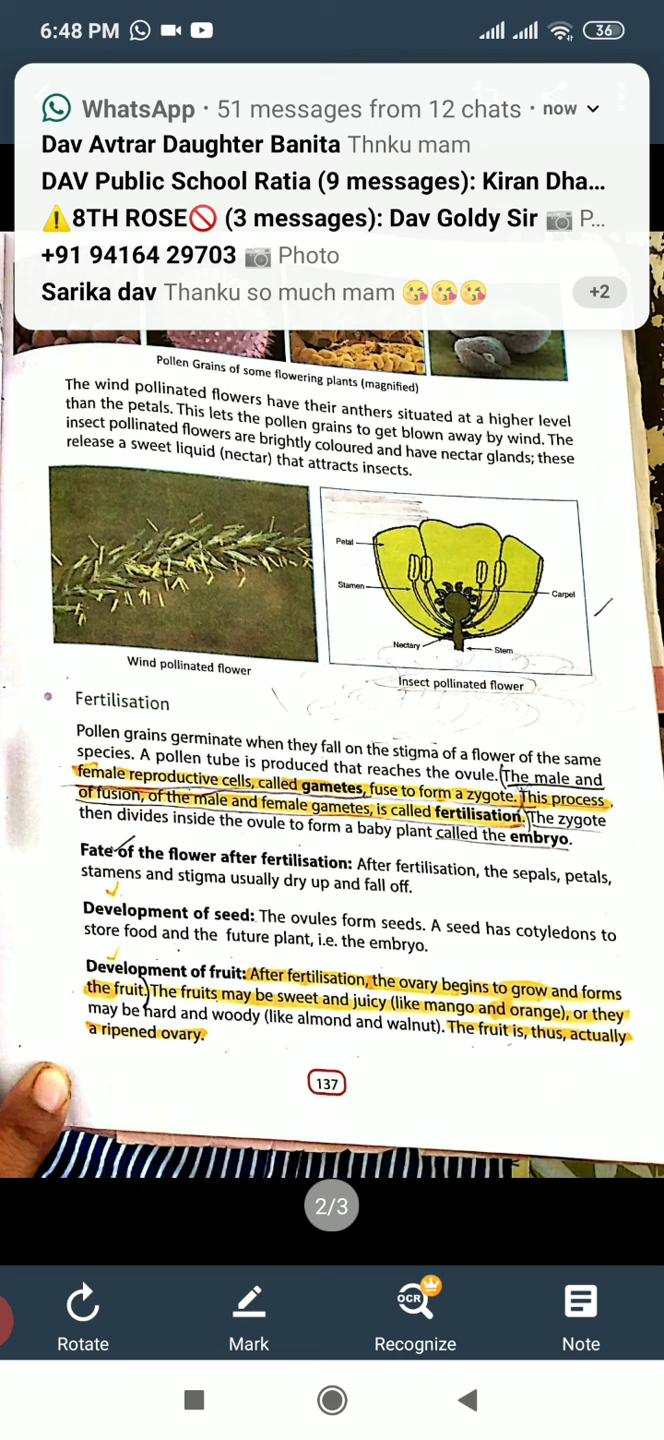 6:48 PM
36
WhatsApp · 51 messages from 12 chats · now
Dav Avtrar Daughter Banita Thnku mam
DAV Public School Ratia (9 messages): Kiran Dha...
⚠️8TH ROSE🚫 (3 messages): Dav Goldy Sir 📷 P...
+91 94164 29703 📷 Photo
Sarika dav Thanku so much mam 😘😘😘
+2
Pollen Grains of some flowering plants (magnified)
The wind pollinated flowers have their anthers situated at a higher level
than the petals. This lets the pollen grains to get blown away by wind. The
insect pollinated flowers are brightly coloured and have nectar glands; these
release a sweet liquid (nectar) that attracts insects.
Petal
Stamen
Carpel
Nectary
Stem
Wind pollinated flower
Insect pollinated flower
Fertilisation
Pollen grains germinate when they fall on the stigma of a flower of the same
species. A pollen tube is produced that reaches the ovule. The male and
female reproductive cells, called gametes, fuse to form a zygote. This process
of fusion, of the male and female gametes, is called fertilisation. The zygote
then divides inside the ovule to form a baby plant called the embryo.
Fate of the flower after fertilisation: After fertilisation, the sepals, petals,
stamens and stigma usually dry up and fall off.
Development of seed: The ovules form seeds. A seed has cotyledons to
store food and the future plant, i.e. the embryo.
Development of fruit: After fertilisation, the ovary begins to grow and forms
the fruit. The fruits may be sweet and juicy (like mango and orange), or they
may be hard and woody (like almond and walnut). The fruit is, thus, actually
a ripened ovary.
137
2/3
OCR
Rotate
Mark
Recognize
Note